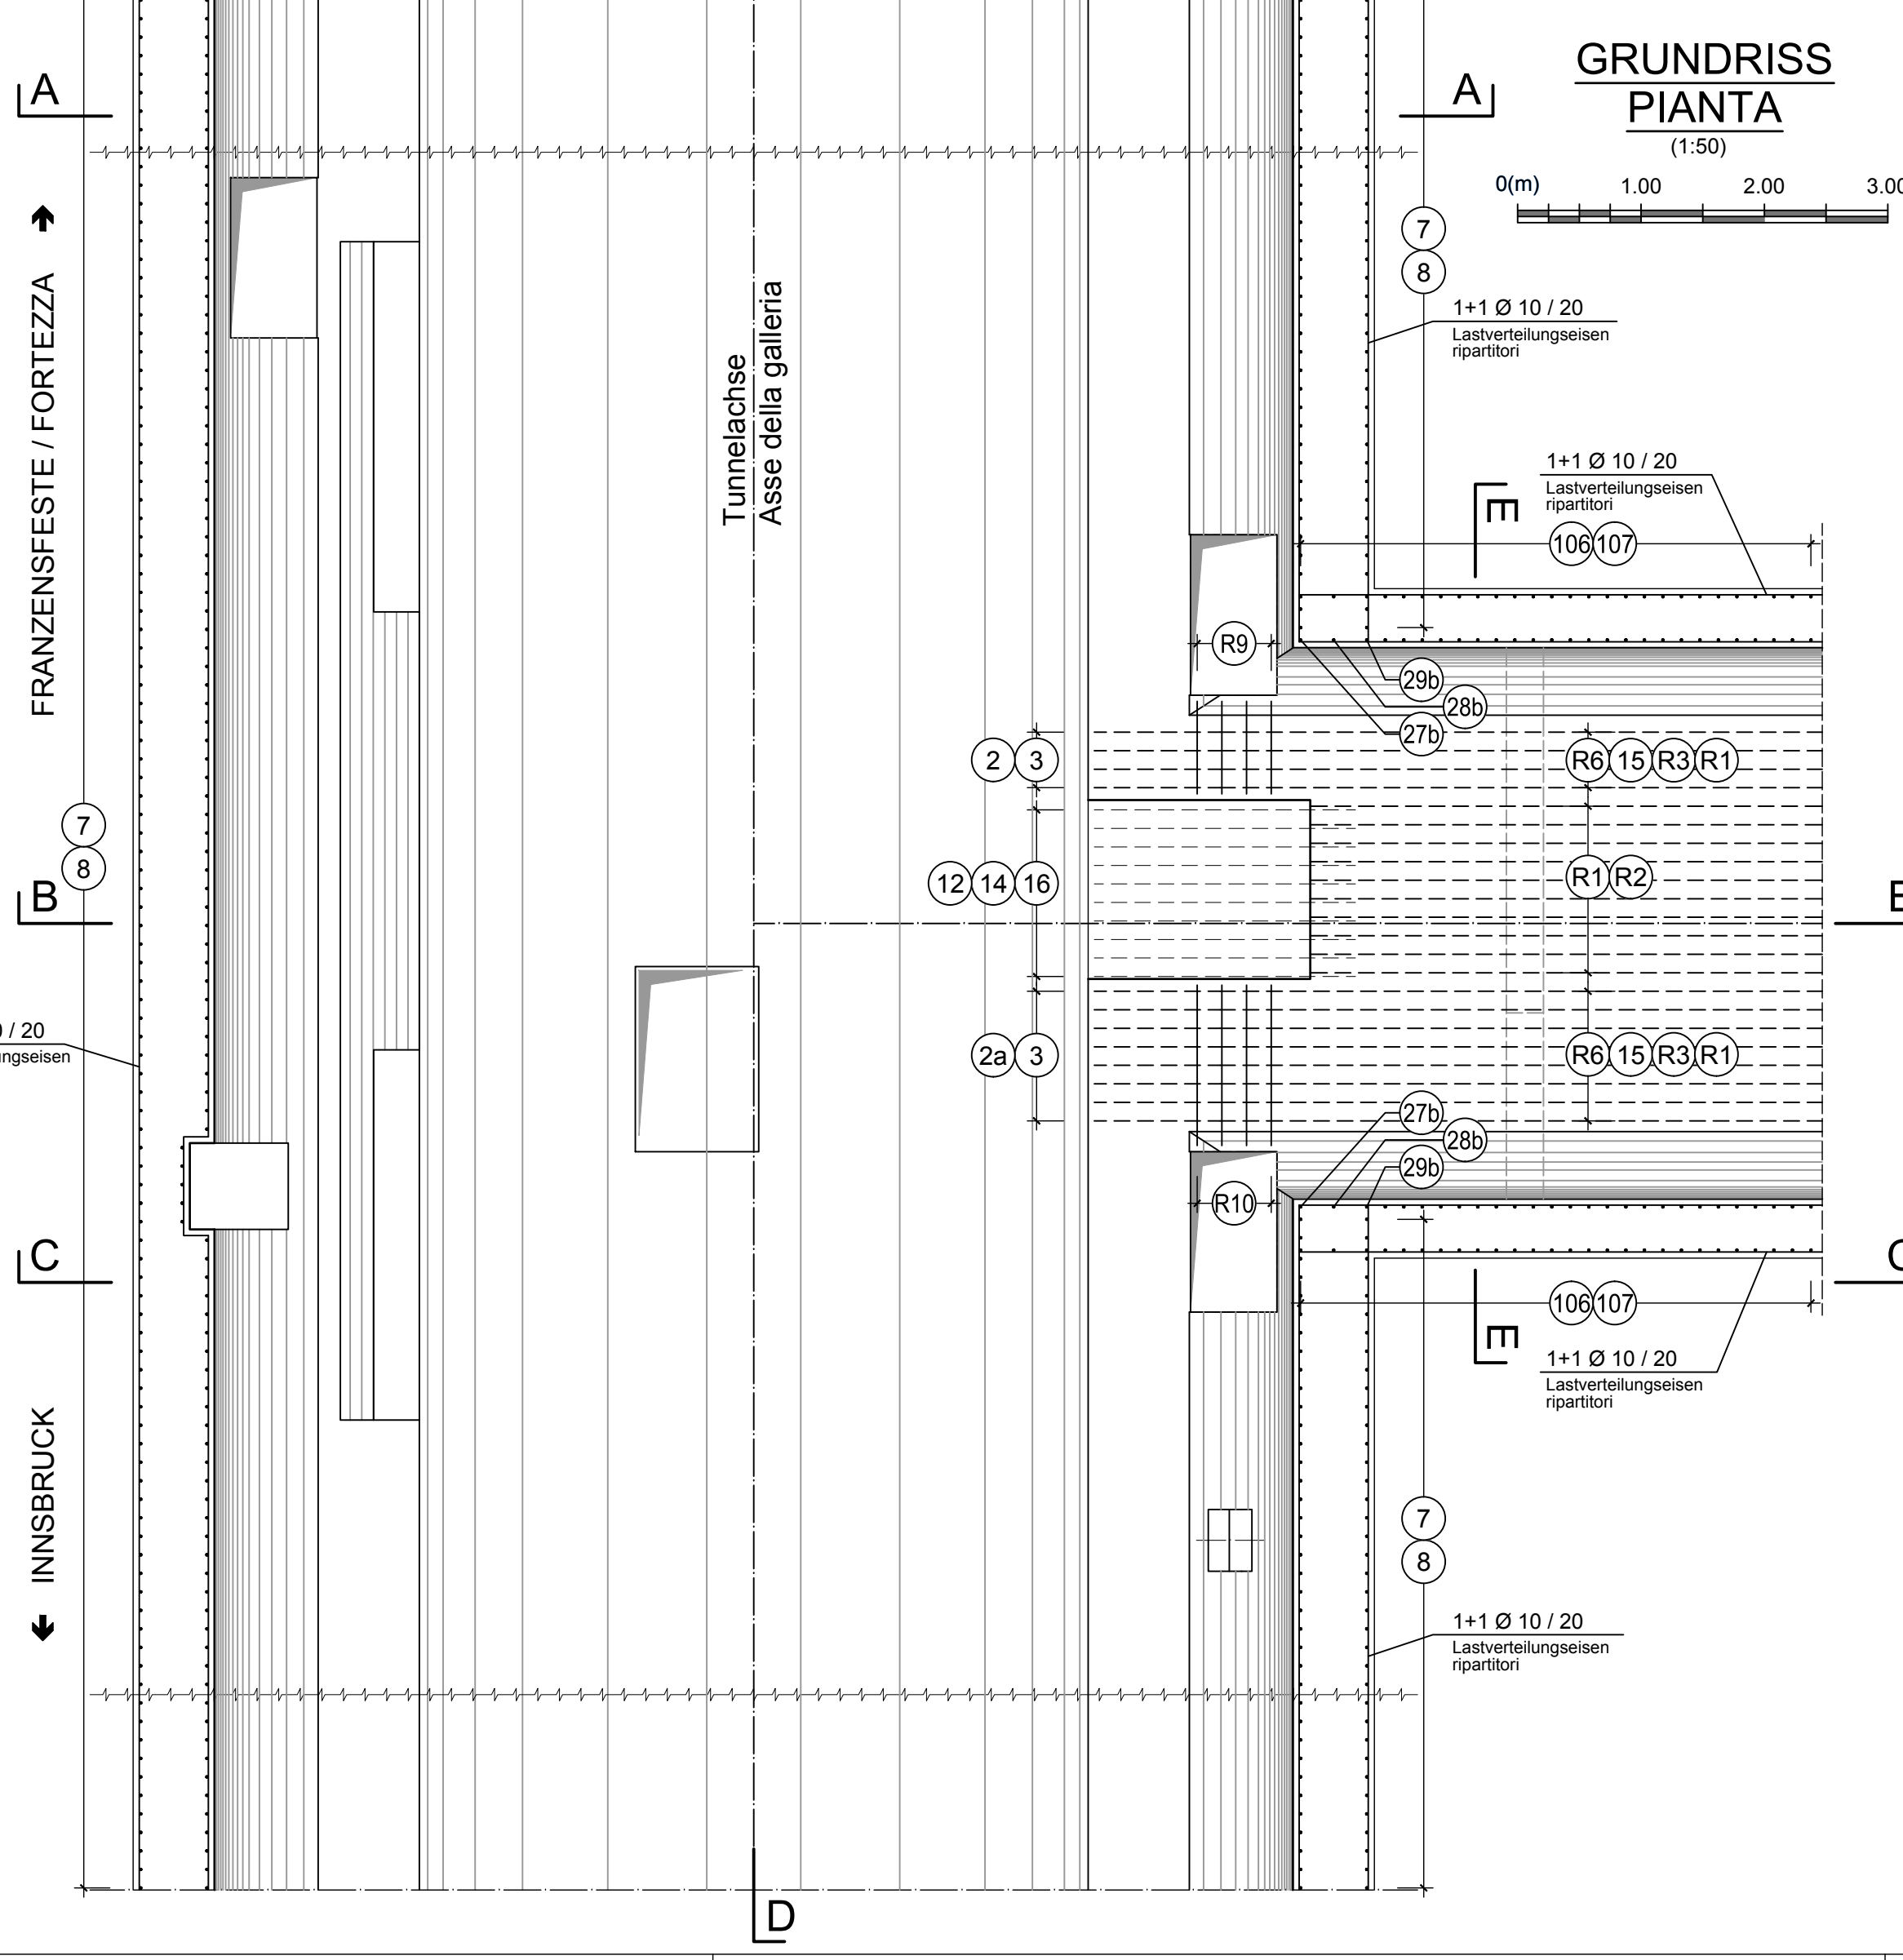 GRUNDRISS
PIANTA
(1:50)
0(m) 1.00 2.00 3.00
A
A
FRANZENSFESTE / FORTEZZA
Tunnelachse
Asse della galleria
7
8
1+1 Ø 10 / 20
Lastverteilungseisen
ripartitori
1+1 Ø 10 / 20
Lastverteilungseisen
ripartitori
E
106 107
R9
29b
28b
27b
2 3
R6 15 R3 R1
7
8
12 14 16
R1 R2
B
B
/ 20
ngseisen
2a 3
R6 15 R3 R1
27b
28b
29b
R10
C
C
106 107
E
1+1 Ø 10 / 20
Lastverteilungseisen
ripartitori
INNSBRUCK
7
8
1+1 Ø 10 / 20
Lastverteilungseisen
ripartitori
D